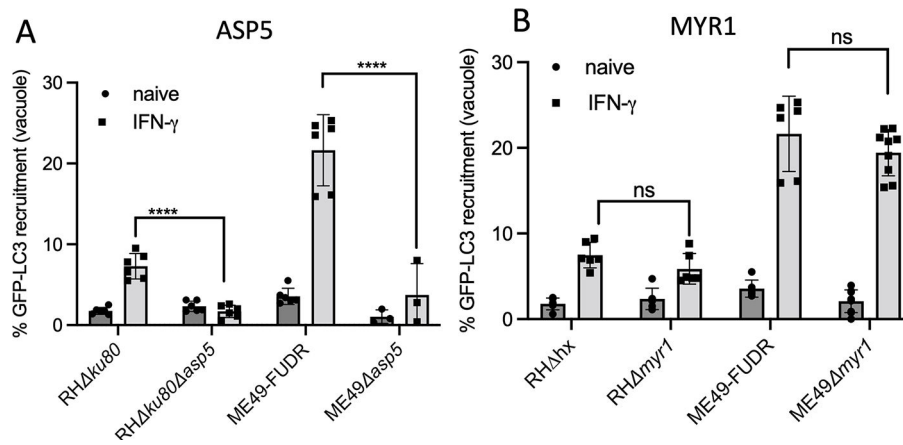 A
ASP5
% GFP-LC3 recruitment (vacuole)
30
20
10
0
naive
IFN-γ
****
****
RHΔku80
RHΔku80Δasp5
ME49-FUDR
ME49Δasp5
B
MYR1
% GFP-LC3 recruitment (vacuole)
30
20
10
0
naive
IFN-γ
ns
ns
RHΔhx
RHΔmyr1
ME49-FUDR
ME49Δmyr1